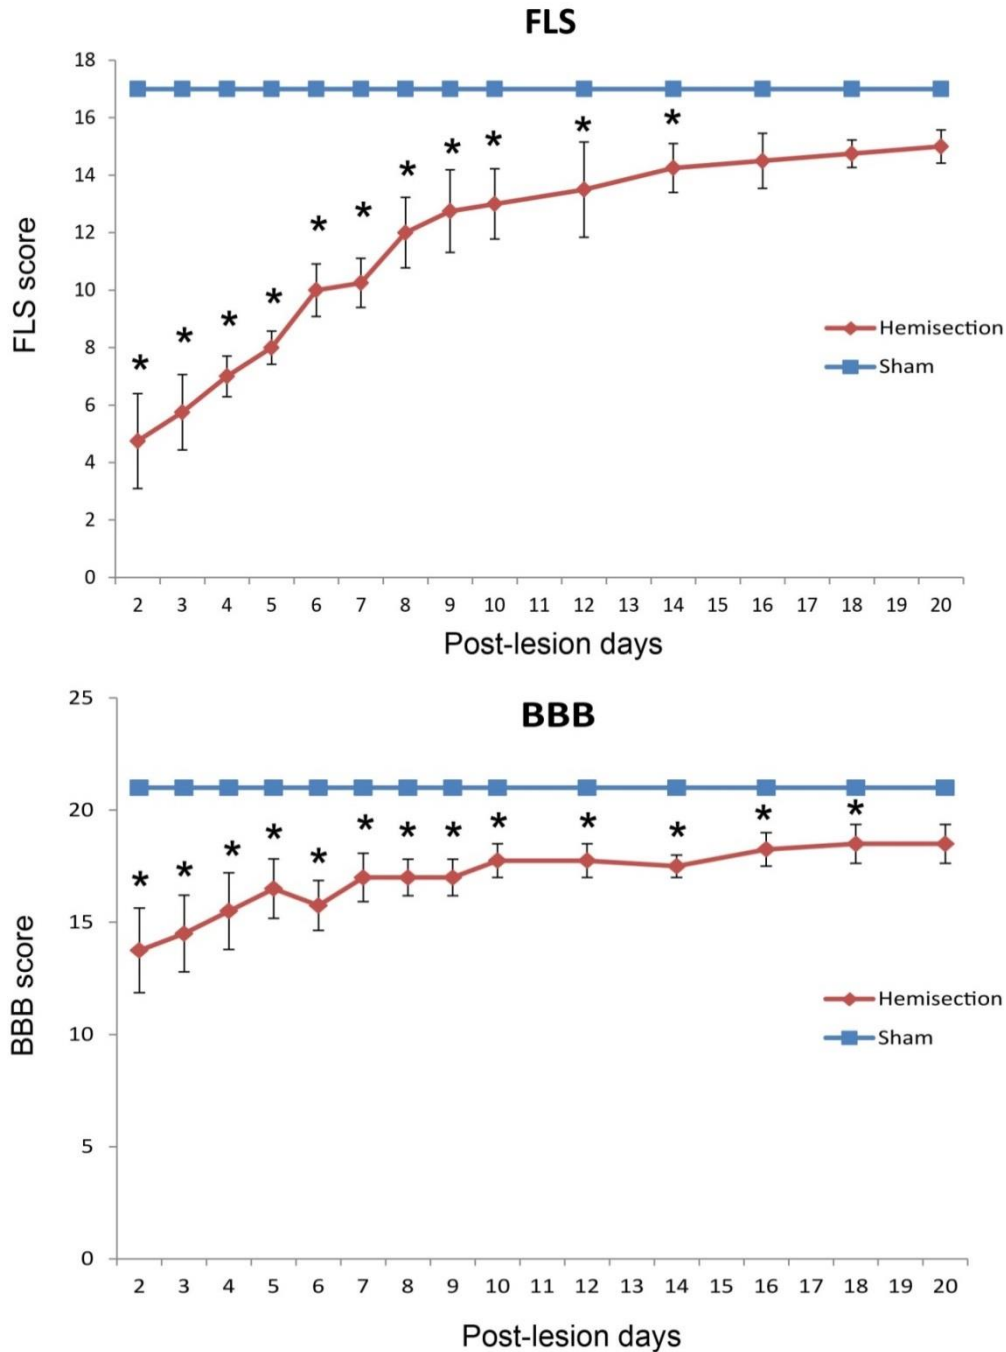 FLS
18
16
14
12
10
8
6
4
2
0
FLS score
* * * * * * * * * * *
Hemisection
Sham
2 3 4 5 6 7 8 9 10 11 12 13 14 15 16 18 19 20
Post-lesion days
BBB
25
20
15
10
5
0
BBB score
* * * * * * * * * * * * *
Hemisection
Sham
2 3 4 5 6 7 8 9 10 11 12 13 14 15 16 18 19 20
Post-lesion days